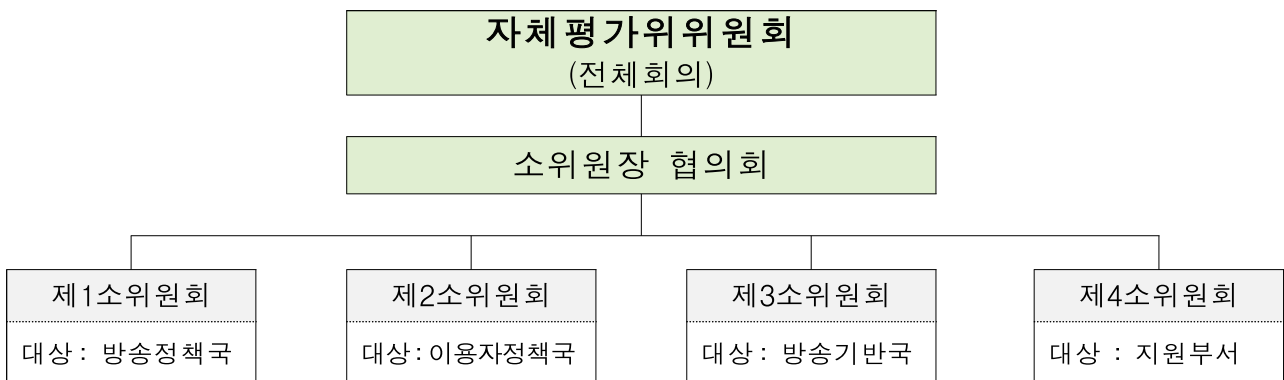 자체평가위위원회
(전체회의)
소위원장 협의회
제1소위원회
대상: 방송정책국
제2소위원회
대상:이용자정책국
제3소위원회
대상: 방송기반국
제4소위원회
대상 : 지원부서